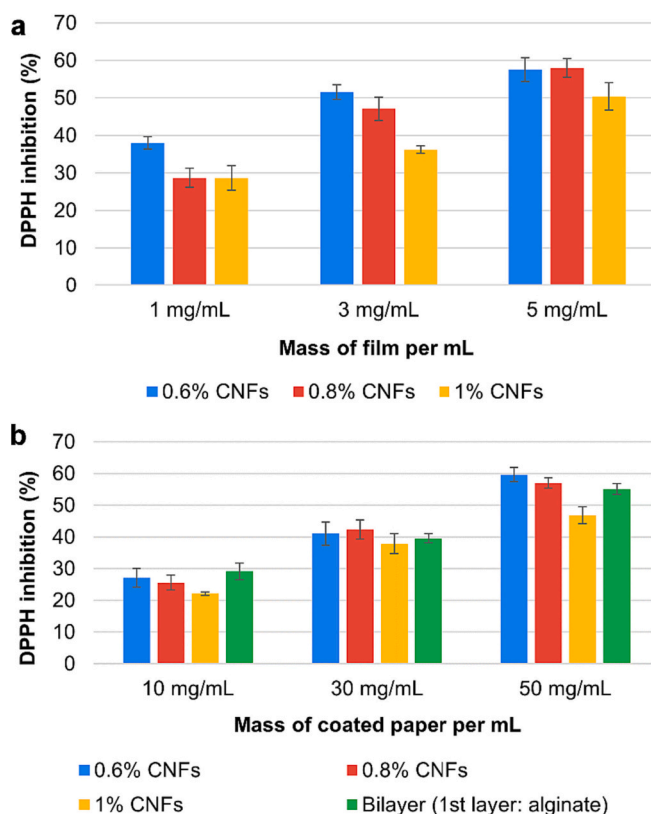 a
DPPH inhibition (%)
70
60
50
40
30
20
10
0
1 mg/mL 3 mg/mL 5 mg/mL
Mass of film per mL
0.6% CNFs 0.8% CNFs 1% CNFs
b
DPPH inhibition (%)
70
60
50
40
30
20
10
0
10 mg/mL 30 mg/mL 50 mg/mL
Mass of coated paper per mL
0.6% CNFs 0.8% CNFs
1% CNFs Bilayer (1st layer: alginate)